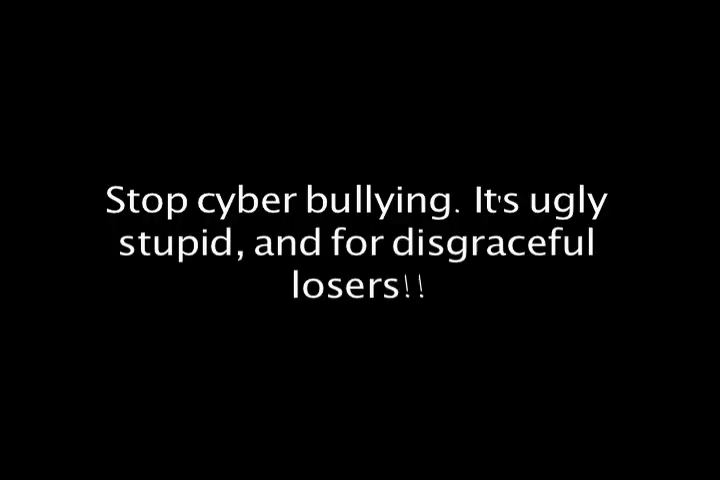 Stop cyber bullying. It's ugly
stupid, and for disgraceful
losers!!